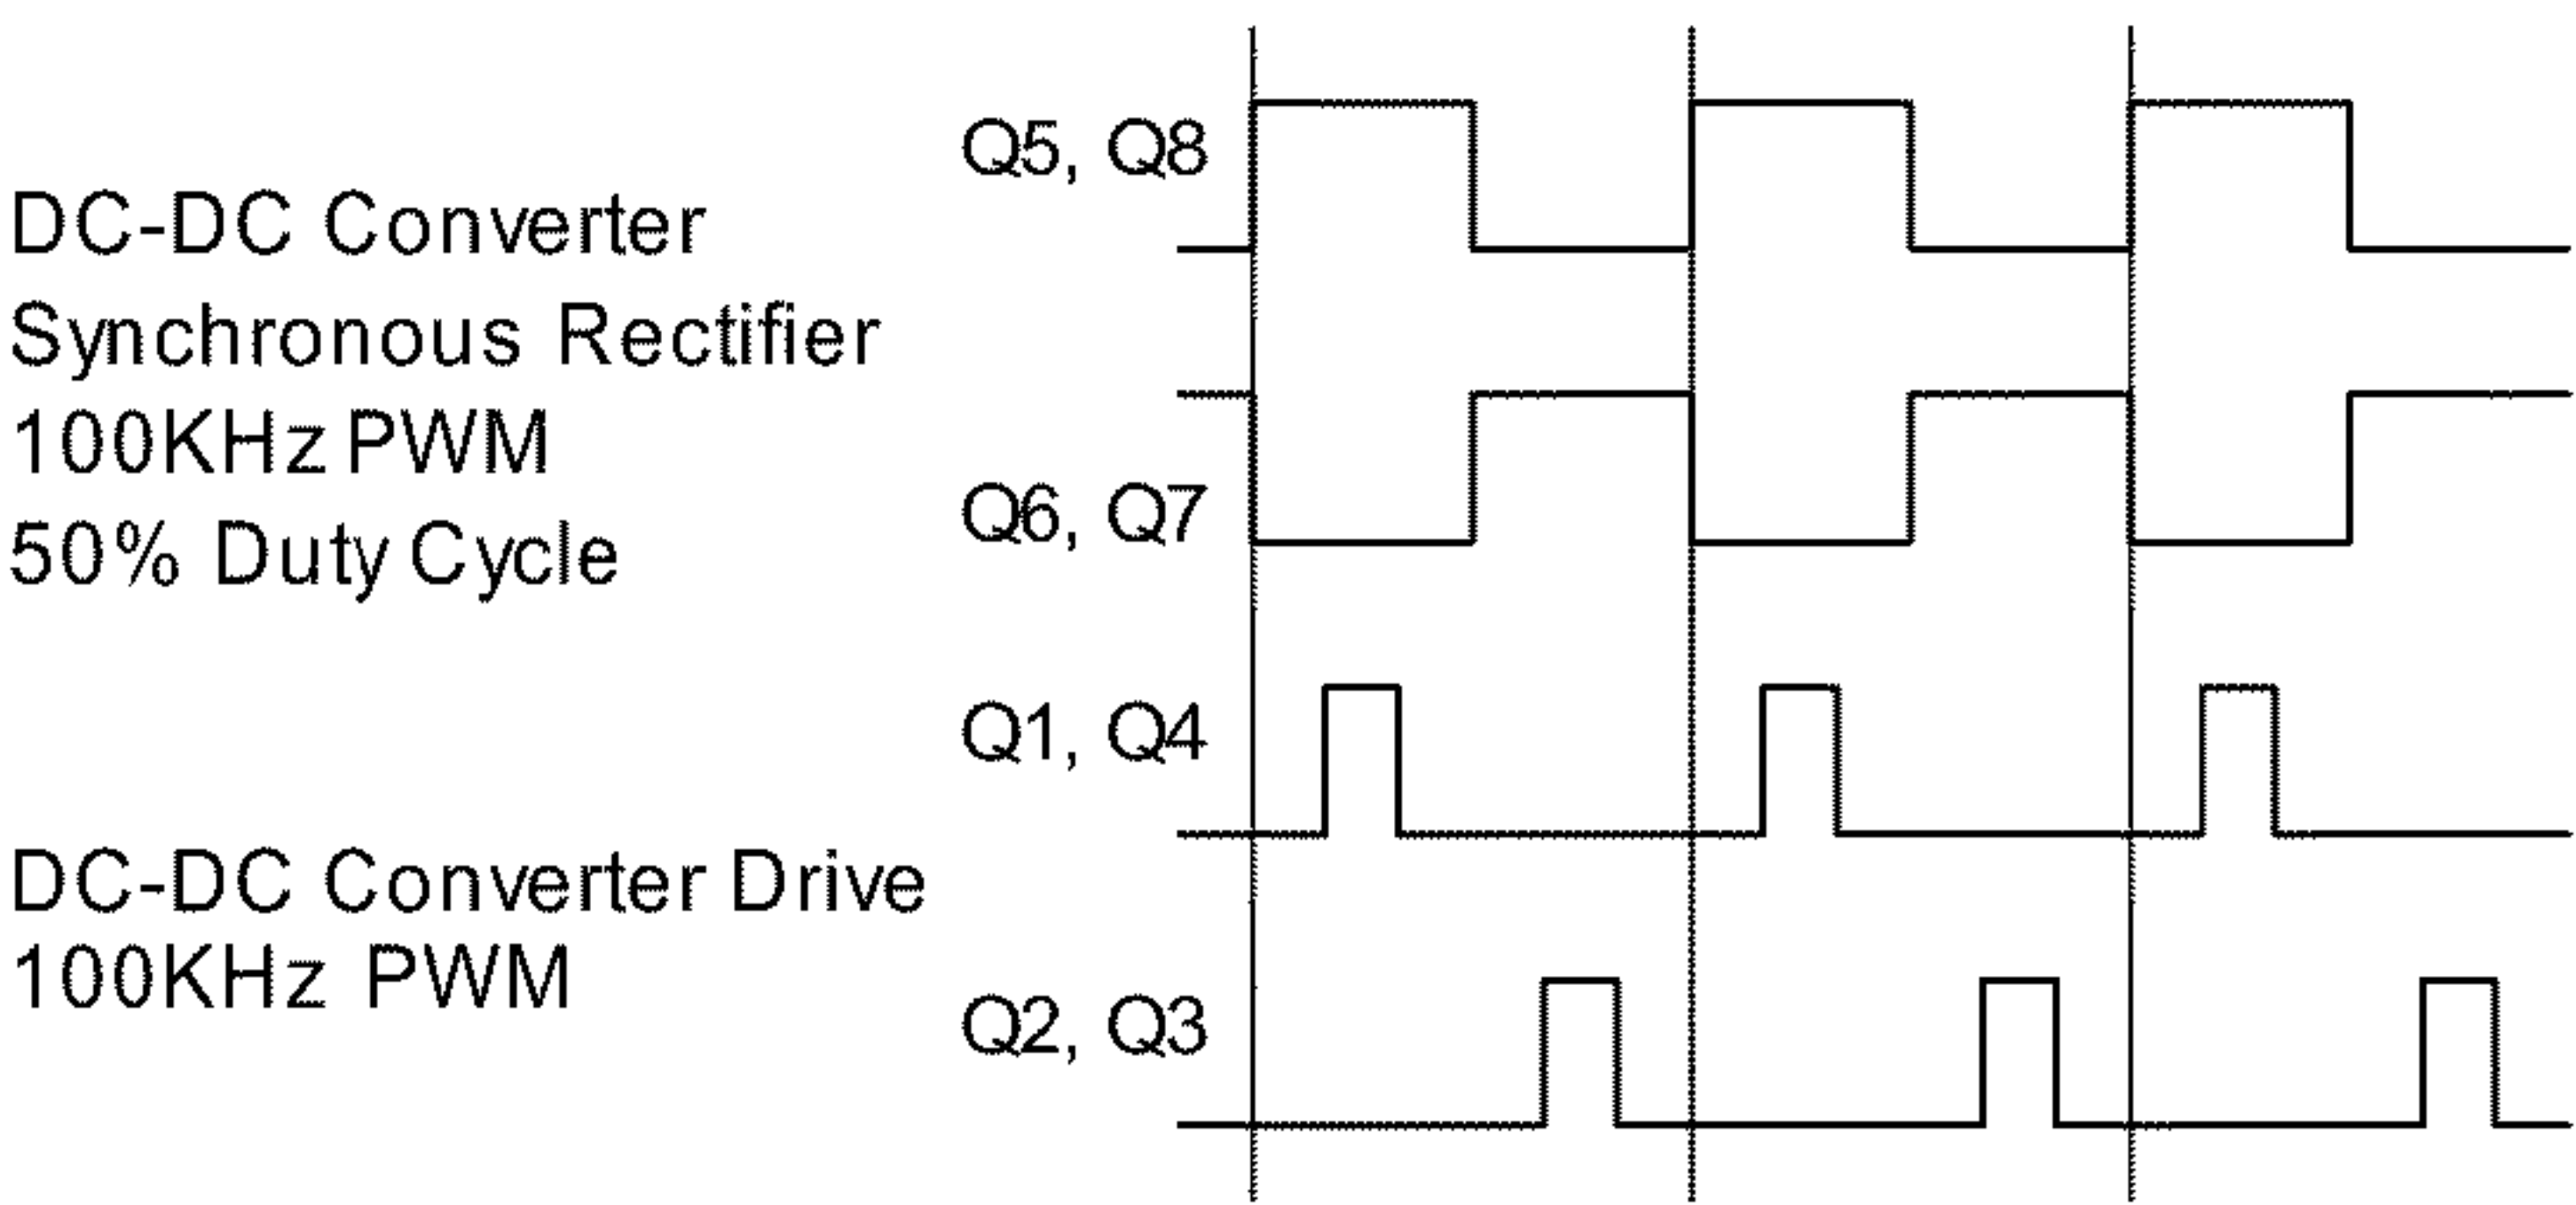 Q5, Q8
DC-DC Converter
Synchronous Rectifier
100KHz PWM
50% Duty Cycle
Q6, Q7
Q1, Q4
DC-DC Converter Drive
100KHz PWM
Q2, Q3